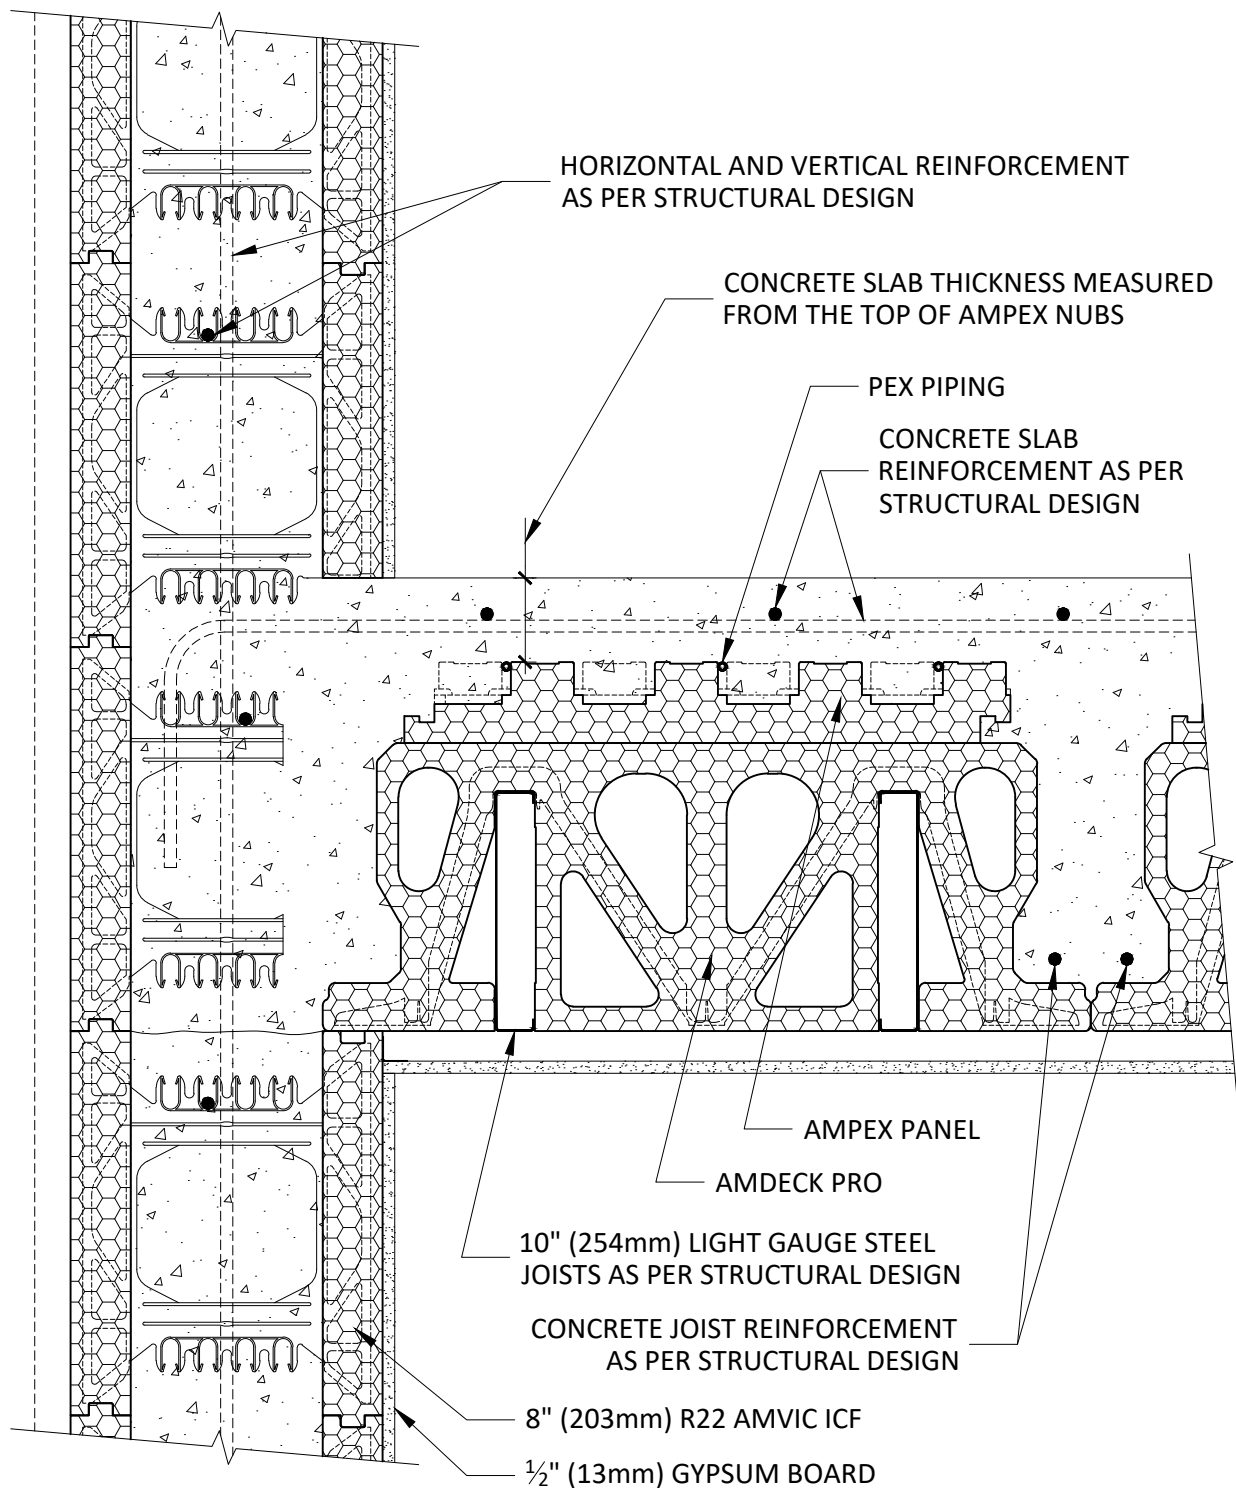 HORIZONTAL AND VERTICAL REINFORCEMENT
AS PER STRUCTURAL DESIGN
CONCRETE SLAB THICKNESS MEASURED
FROM THE TOP OF AMPEX NUBS
PEX PIPING
CONCRETE SLAB
REINFORCEMENT AS PER
STRUCTURAL DESIGN
AMPEX PANEL
AMDECK PRO
10" (254mm) LIGHT GAUGE STEEL
JOISTS AS PER STRUCTURAL DESIGN
CONCRETE JOIST REINFORCEMENT
AS PER STRUCTURAL DESIGN
8" (203mm) R22 AMVIC ICF
½" (13mm) GYPSUM BOARD